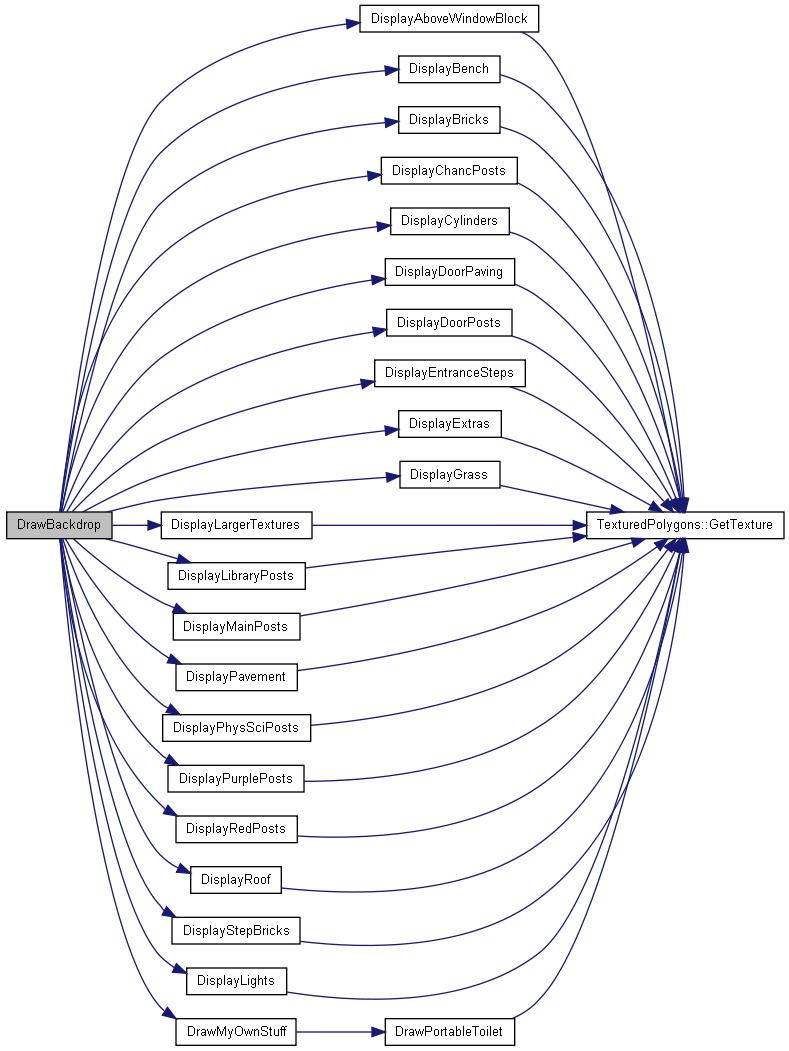 DisplayAboveWindowBlock
DisplayBench
DisplayBricks
DisplayChancPosts
DisplayCylinders
DisplayDoorPaving
DisplayDoorPosts
DisplayEntranceSteps
DisplayExtras
DisplayGrass
DrawBackdrop
DisplayLargerTextures
TexturedPolygons::GetTexture
DisplayLibraryPosts
DisplayMainPosts
DisplayPavement
DisplayPhysSciPosts
DisplayPurplePosts
DisplayRedPosts
DisplayRoof
DisplayStepBricks
DisplayLights
DrawMyOwnStuff
DrawPortableToilet